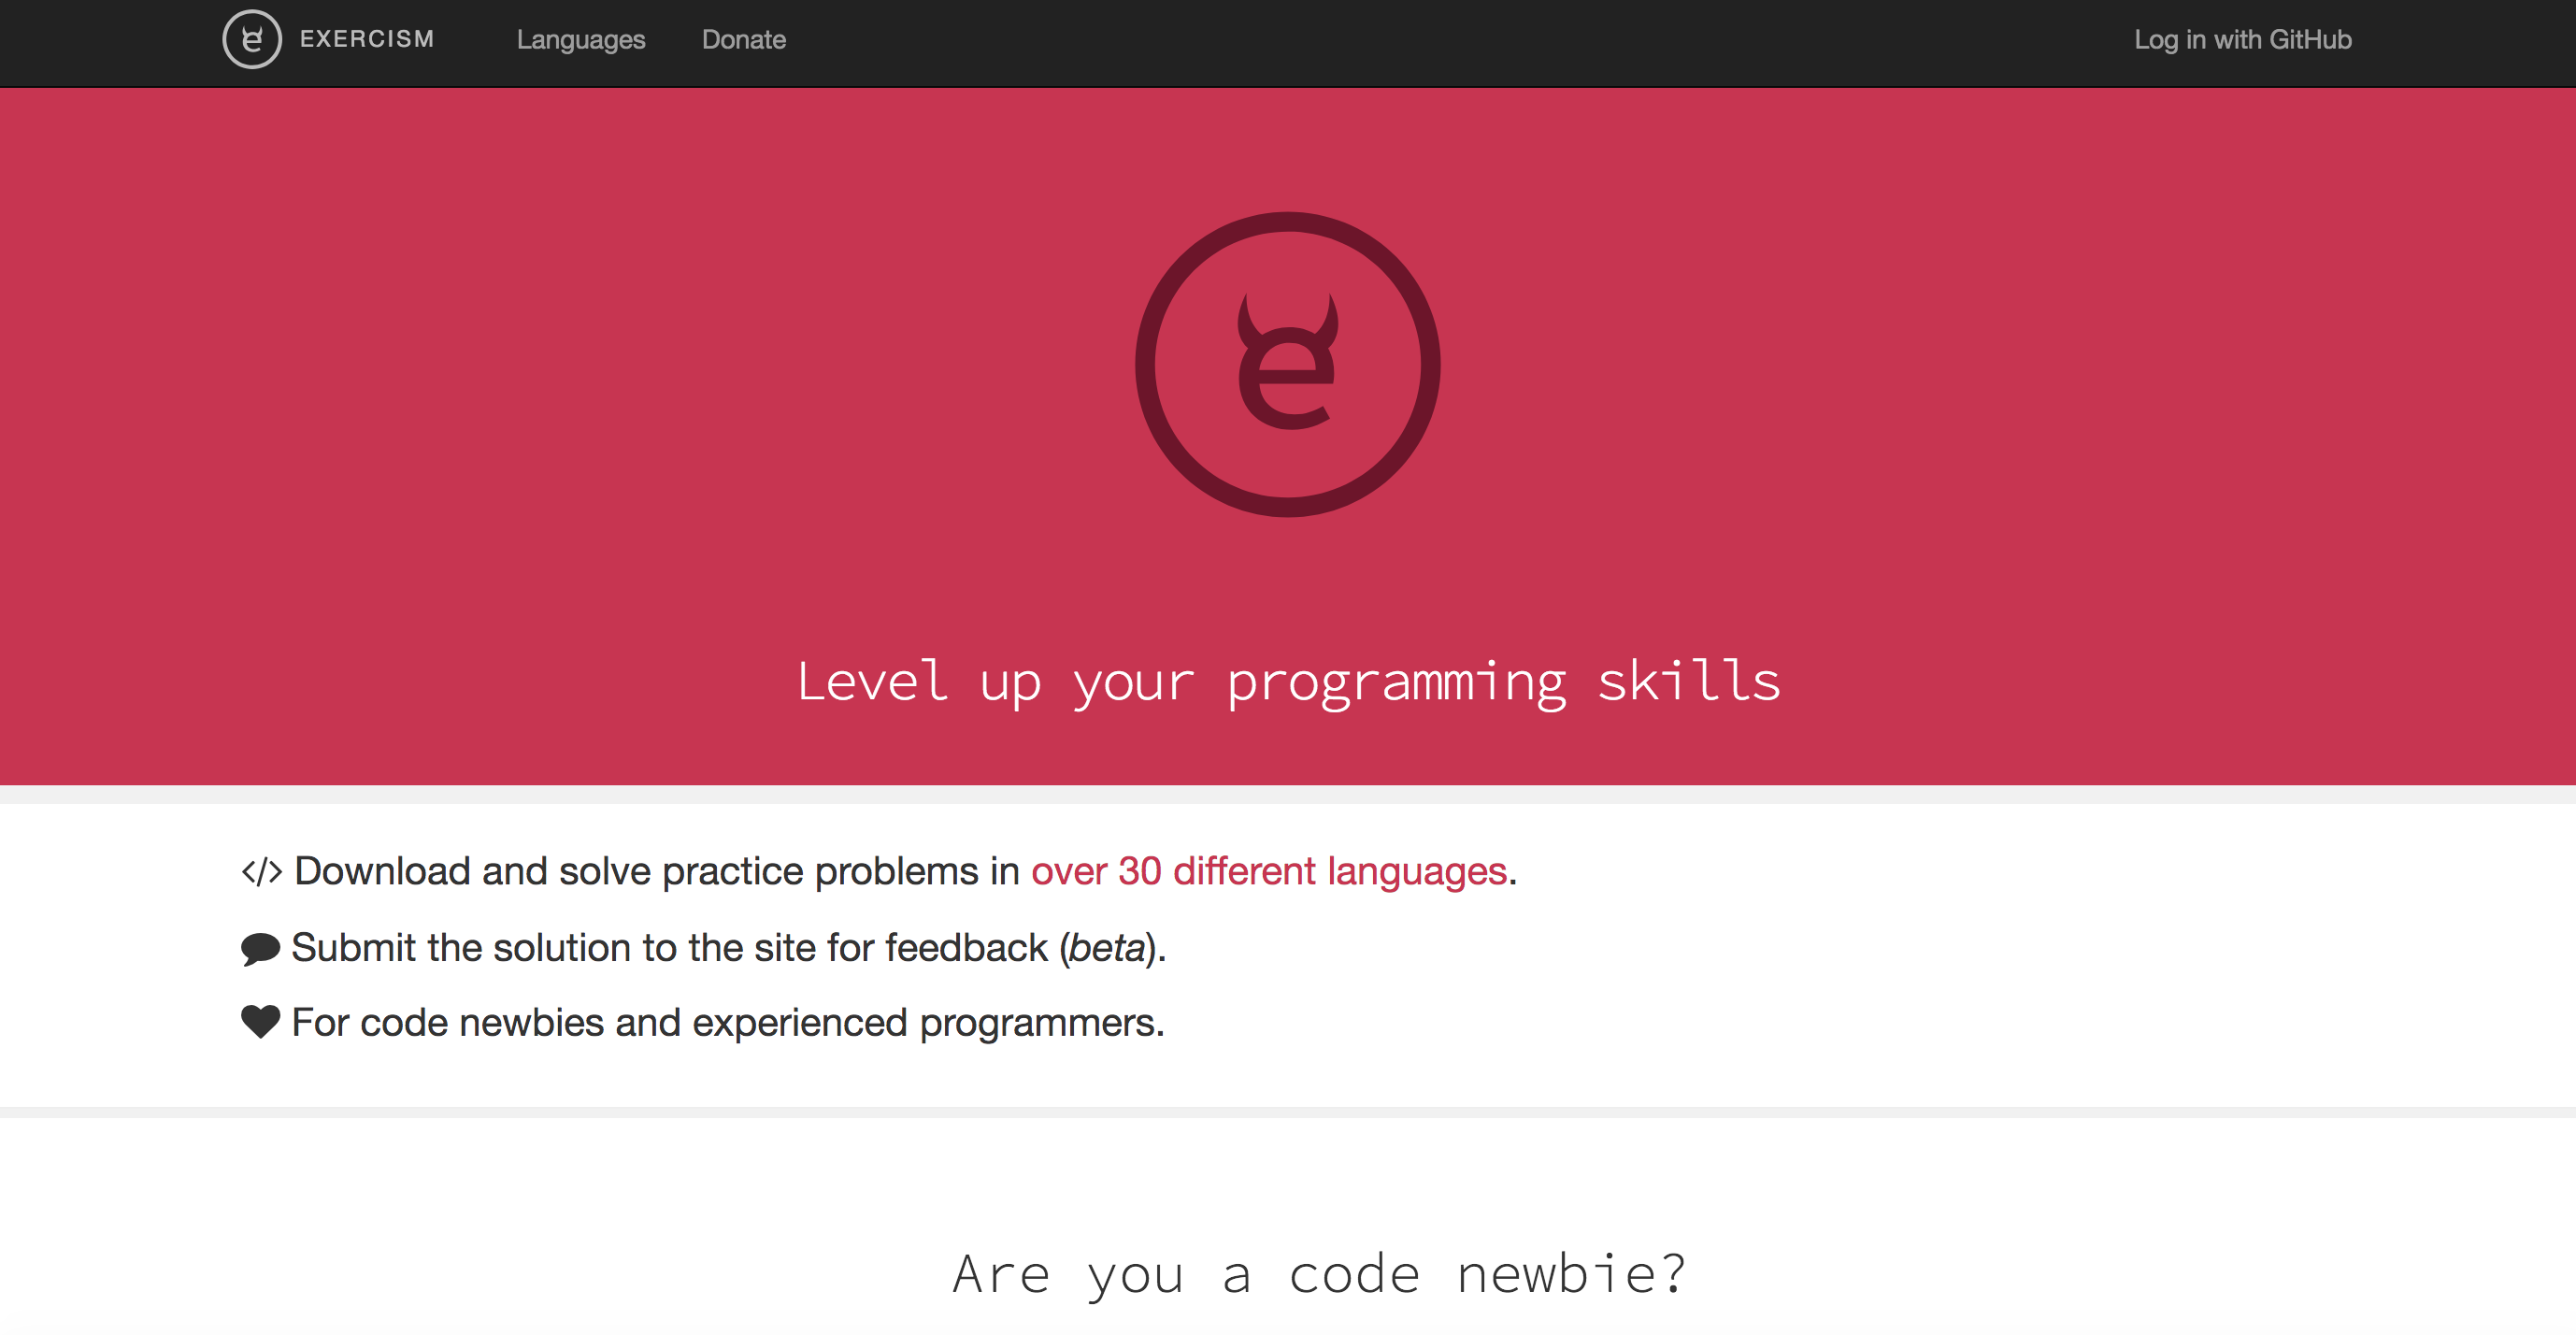 e EXERCISM Languages Donate Log in with GitHub
e
Level up your programming skills
</> Download and solve practice problems in over 30 different languages.
Submit the solution to the site for feedback (beta).
For code newbies and experienced programmers.
Are you a code newbie?